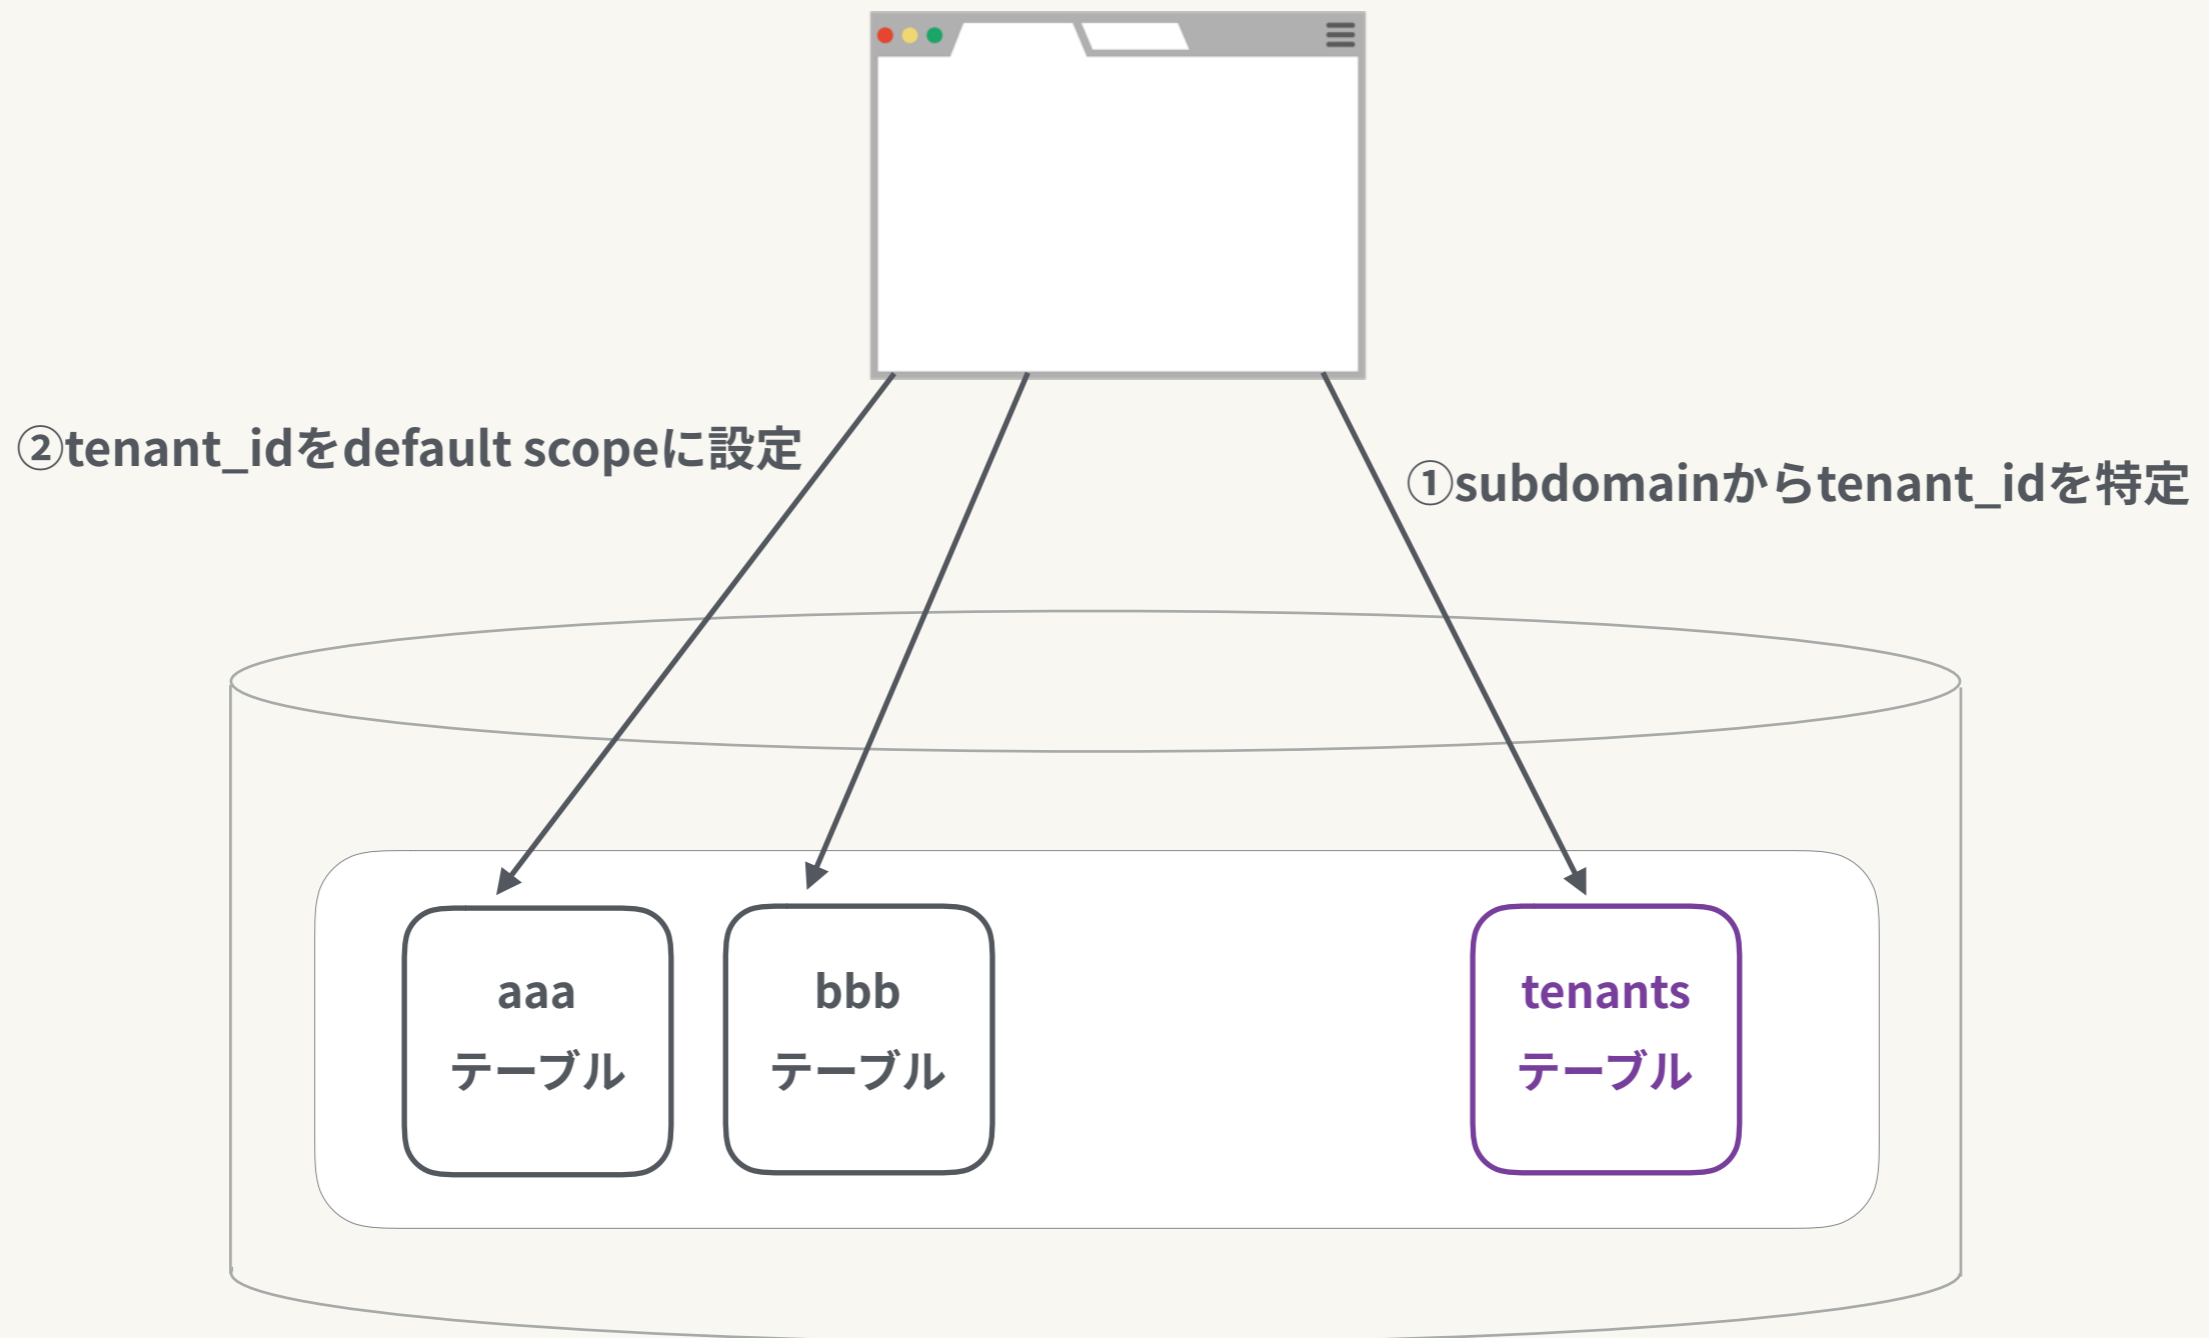 ②tenant_idをdefault scopeに設定
①subdomainからtenant_idを特定
aaa
テーブル
bbb
テーブル
tenants
テーブル